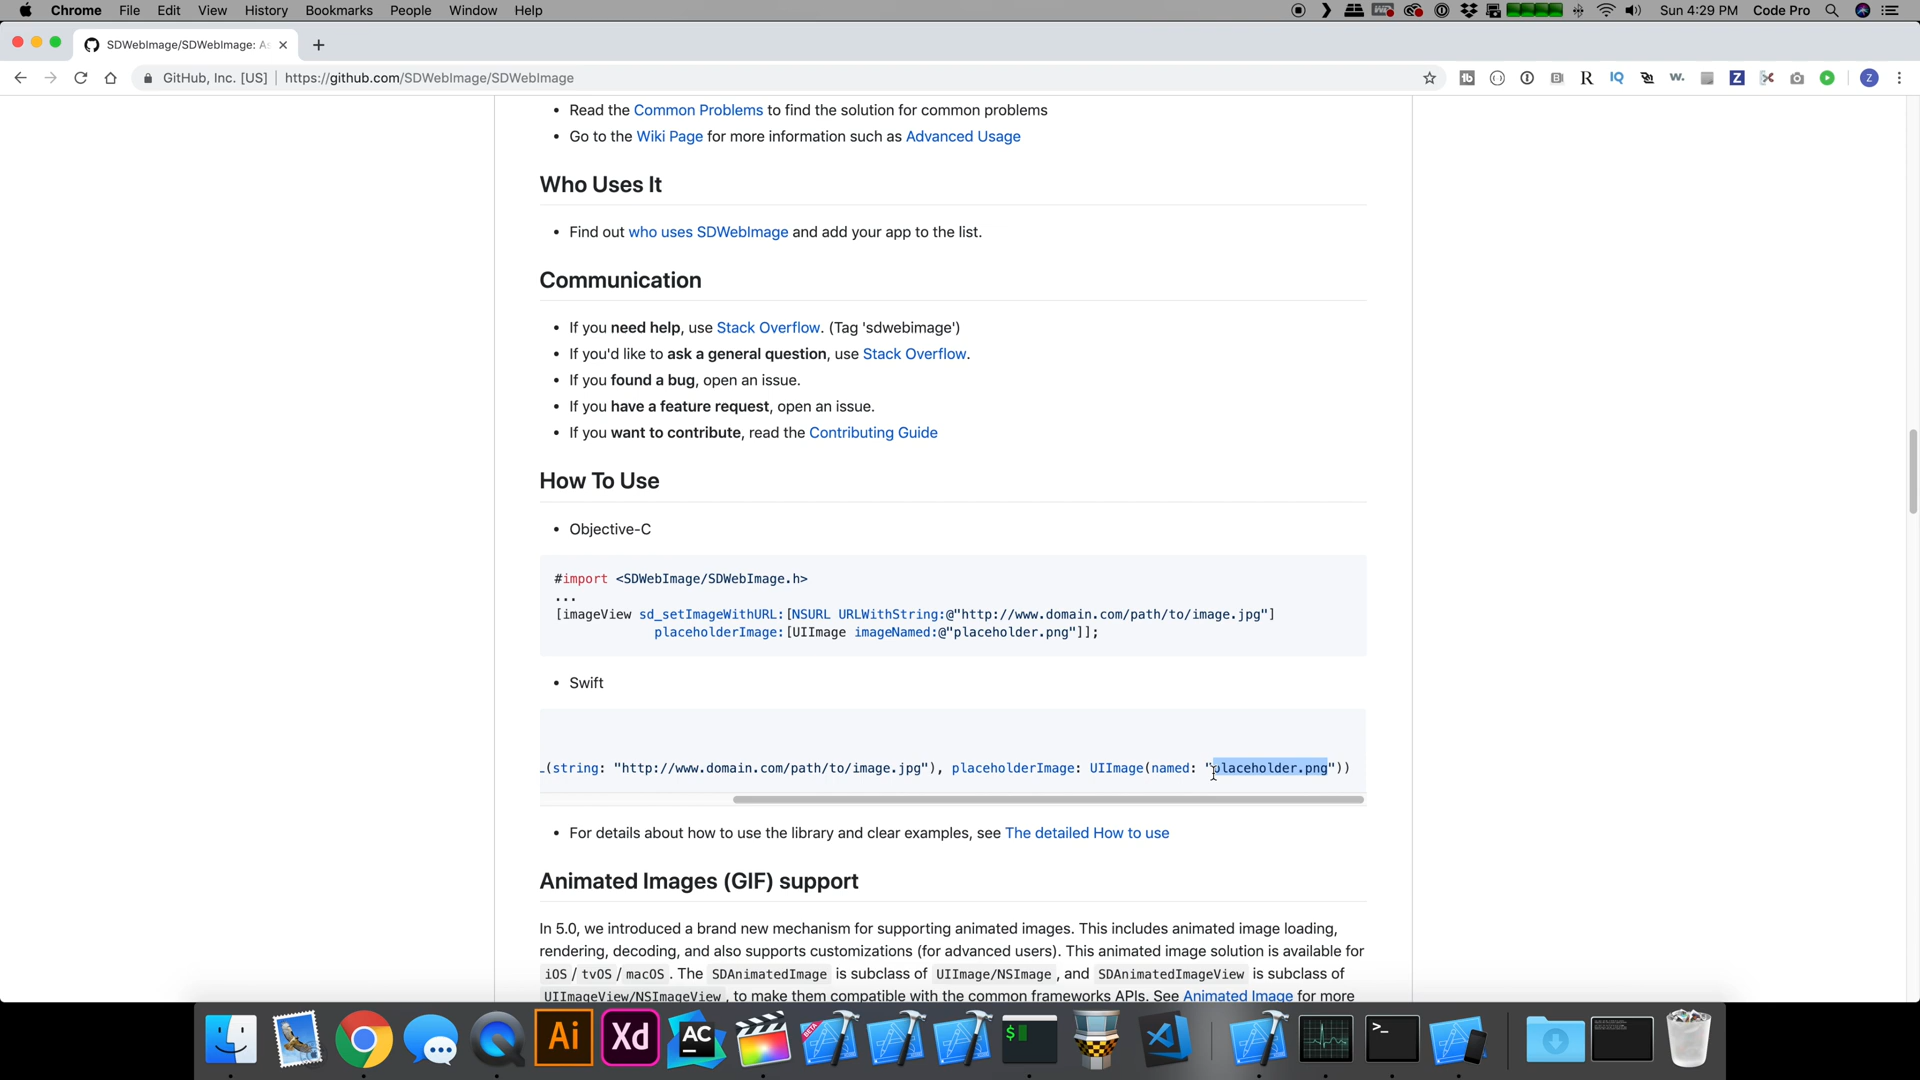 Chrome File Edit View History Bookmarks People Window Help Sun 4:29 PM Code Pro
SDWebImage/SDWebImage: As
GitHub, Inc. [US] https://github.com/SDWebImage/SDWebImage
• Read the Common Problems to find the solution for common problems
• Go to the Wiki Page for more information such as Advanced Usage
Who Uses It
• Find out who uses SDWebImage and add your app to the list.
Communication
• If you need help, use Stack Overflow. (Tag 'sdwebimage')
• If you'd like to ask a general question, use Stack Overflow.
• If you found a bug, open an issue.
• If you have a feature request, open an issue.
• If you want to contribute, read the Contributing Guide
How To Use
• Objective-C
#import <SDWebImage/SDWebImage.h>
...
[imageView sd_setImageWithURL:[NSURL URLWithString:@"http://www.domain.com/path/to/image.jpg"]
placeholderImage:[UIImage imageNamed:@"placeholder.png"]];
• Swift
(string: "http://www.domain.com/path/to/image.jpg"), placeholderImage: UIImage(named: "placeholder.png"))
• For details about how to use the library and clear examples, see The detailed How to use
Animated Images (GIF) support
In 5.0, we introduced a brand new mechanism for supporting animated images. This includes animated image loading,
rendering, decoding, and also supports customizations (for advanced users). This animated image solution is available for
iOS / tvOS / macOS . The SDAnimatedImage is subclass of UIImage/NSImage , and SDAnimatedImageView is subclass of
UIImageView/NSImageView , to make them compatible with the common frameworks APIs. See Animated Image for more
Ai Xd AC